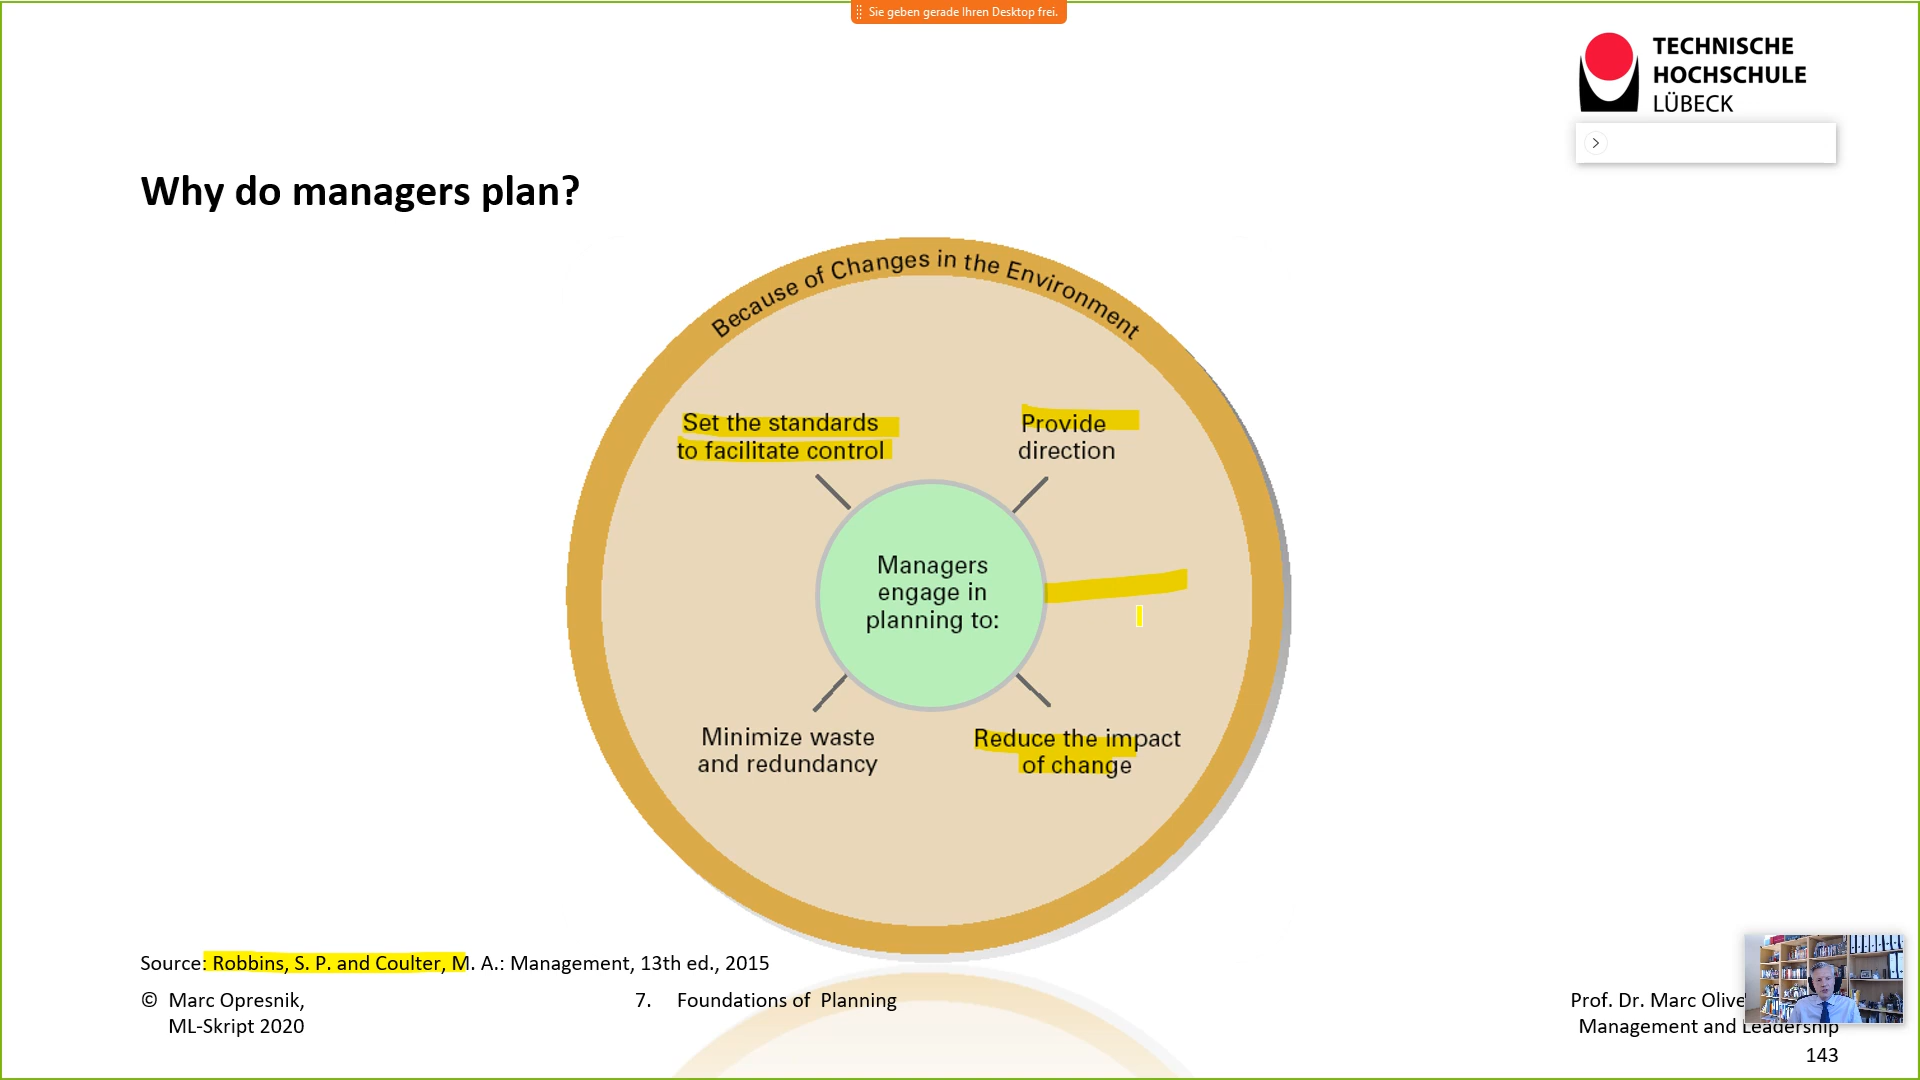 Sie geben gerade Ihren Desktop frei.
TECHNISCHE
HOCHSCHULE
LÜBECK
Why do managers plan?
Because of Changes in the Environment
Set the standards
to facilitate control
Provide
direction
Managers
engage in
planning to:
Minimize waste
and redundancy
Reduce the impact
of change
Source: Robbins, S. P. and Coulter, M. A.: Management, 13th ed., 2015
© Marc Opresnik,
ML-Skript 2020
7. Foundations of Planning
Prof. Dr. Marc Olive
Management and Leadership
143